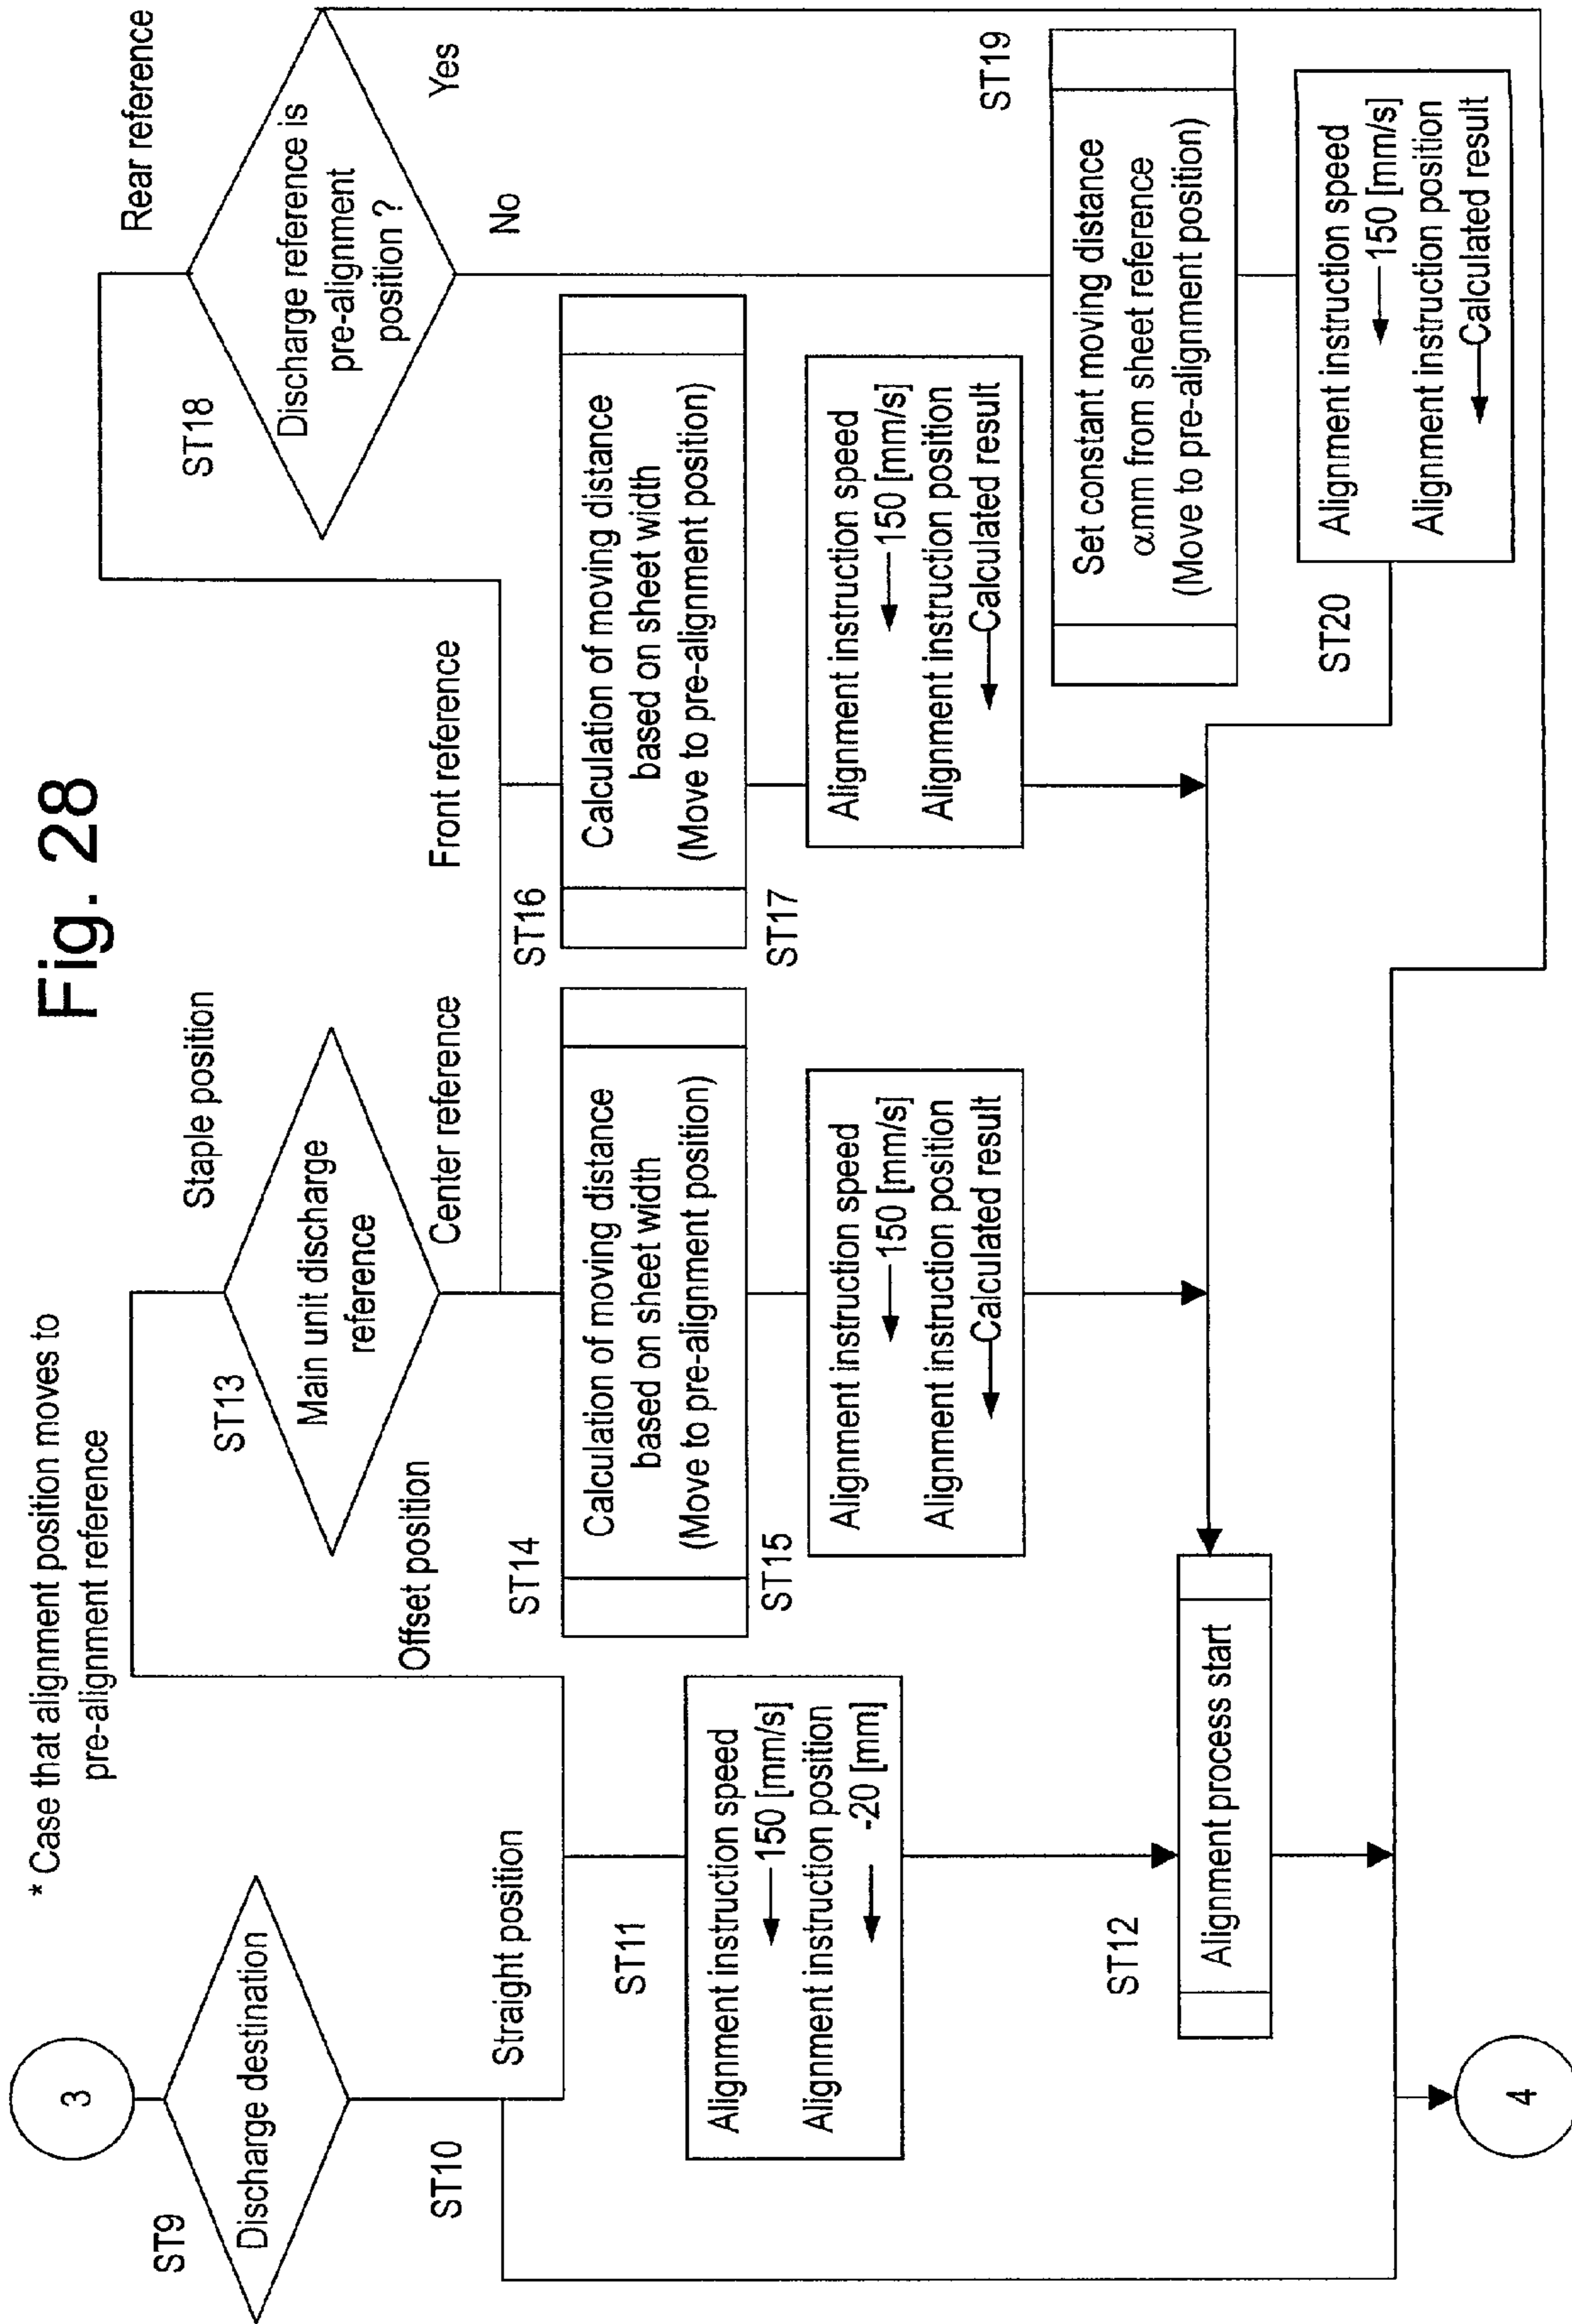 Fig. 28
* Case that alignment position moves to
pre-alignment reference
3
ST9
Discharge destination
ST10
Straight position
Offset position
Staple position
ST11
Alignment instruction speed
←150 [mm/s]
Alignment instruction position
← -20 [mm]
ST12
Alignment process start
4
ST13
Main unit discharge
reference
Center reference
Front reference
Rear reference
ST14
Calculation of moving distance
based on sheet width
(Move to pre-alignment position)
ST15
Alignment instruction speed
←150 [mm/s]
Alignment instruction position
←Calculated result
ST16
Calculation of moving distance
based on sheet width
(Move to pre-alignment position)
ST17
Alignment instruction speed
←150 [mm/s]
Alignment instruction position
←Calculated result
ST18
Discharge reference is
pre-alignment
position ?
Yes
No
ST19
Set constant moving distance
αmm from sheet reference
(Move to pre-alignment position)
ST20
Alignment instruction speed
←150 [mm/s]
Alignment instruction position
←Calculated result